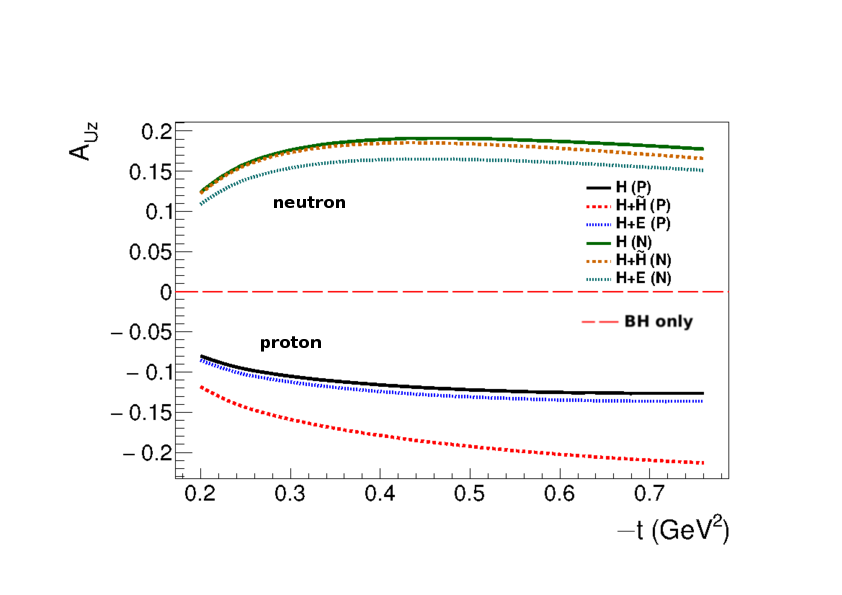 A_Uz
0.2
0.15
0.1
0.05
0
− 0.05
− 0.1
− 0.15
− 0.2
neutron
H (P)
H+H̃ (P)
H+E (P)
H (N)
H+H̃ (N)
H+E (N)
BH only
proton
0.2 0.3 0.4 0.5 0.6 0.7
−t (GeV²)